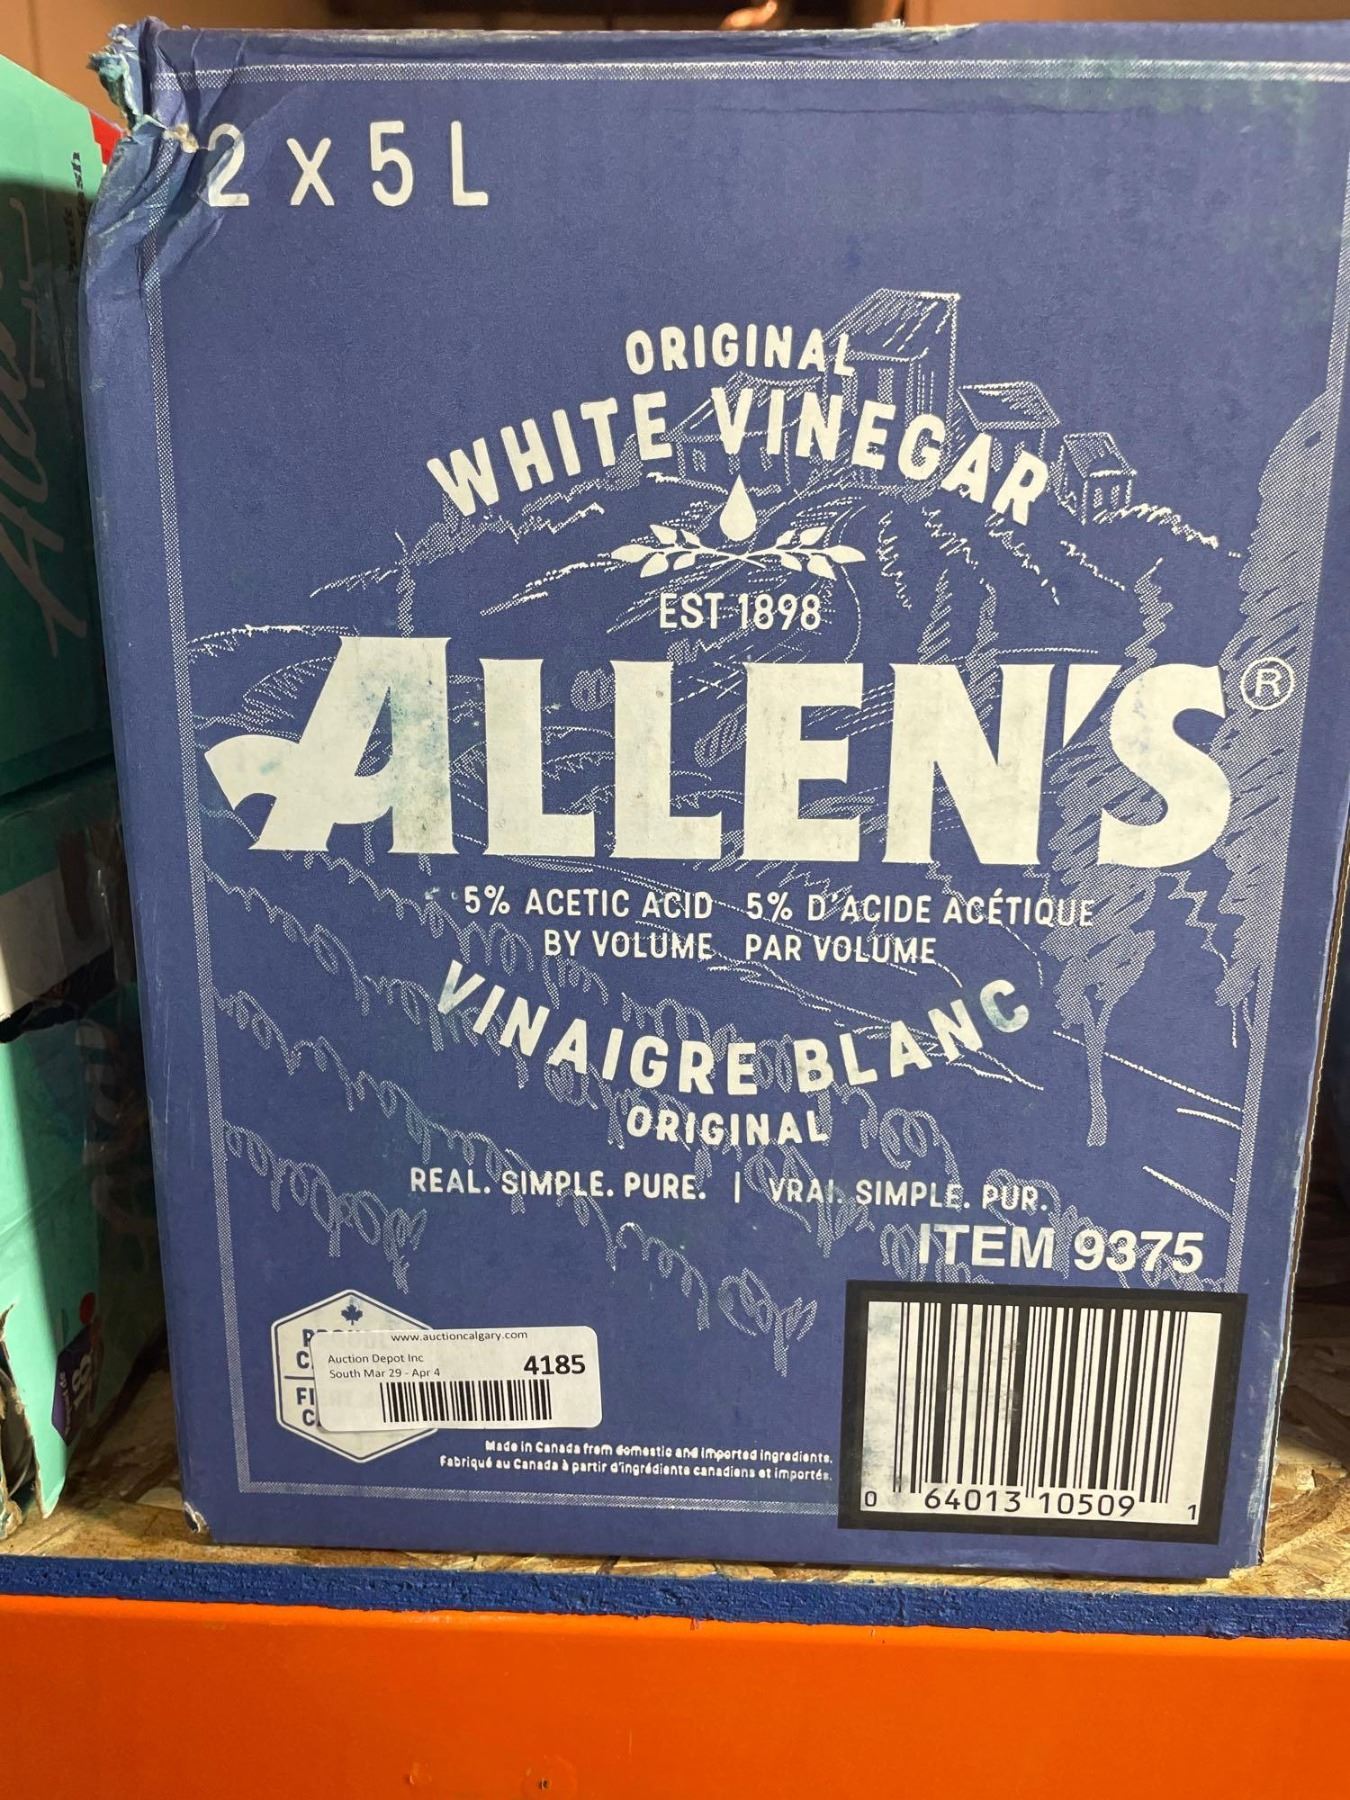 2 x 5 L
ORIGINAL
WHITE VINEGAR
EST 1898
ALLEN'S®
5% ACETIC ACID 5% D'ACIDE ACÉTIQUE
BY VOLUME PAR VOLUME
VINAIGRE BLANC
ORIGINAL
REAL. SIMPLE. PURE. | VRAI. SIMPLE. PUR.
ITEM 9375
www.auctioncalgary.com
Auction Depot Inc
South Mar 29 - Apr 4
4185
Made in Canada from domestic and imported ingredients.
Fabriqué au Canada à partir d'ingrédients canadiens et importés.
0 64013 10509 1